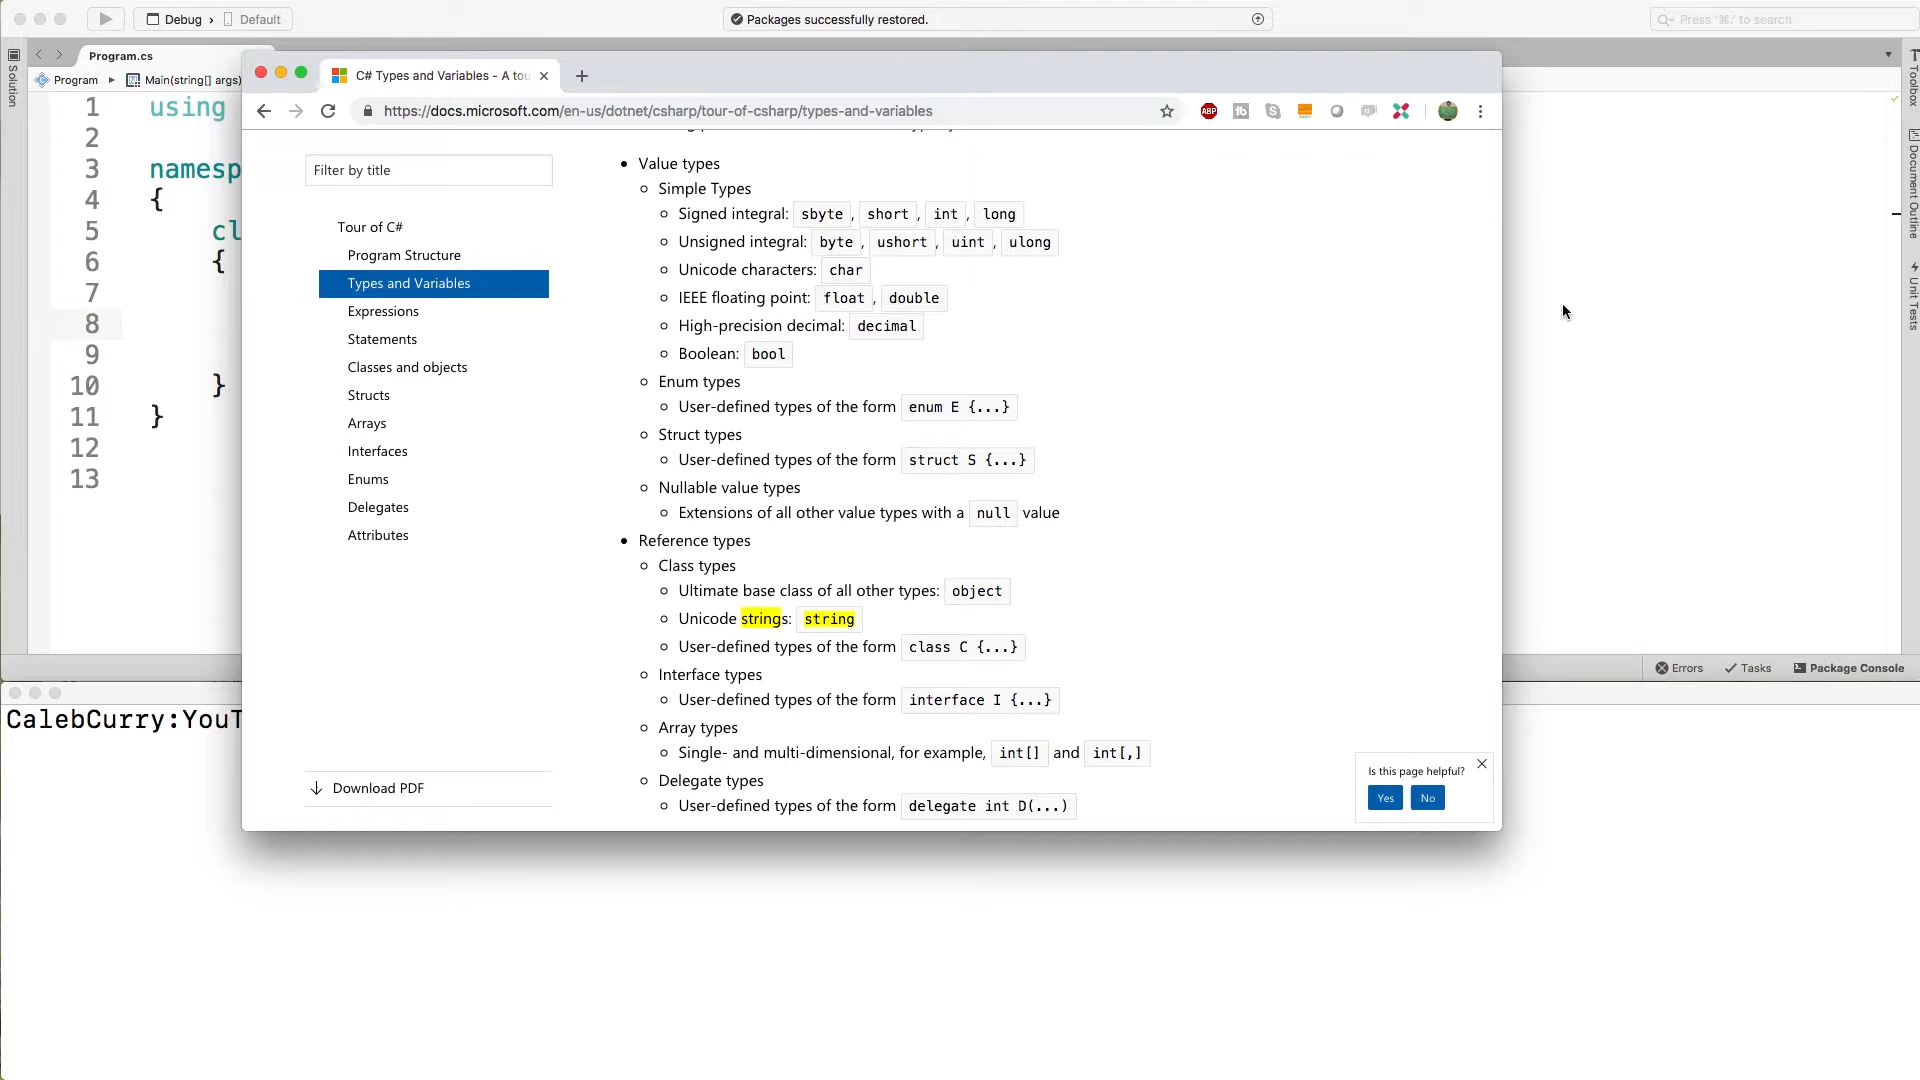 Debug › Default
Packages successfully restored.
Press '⌘.' to search
Program.cs
Program ▸ Main(string[] args)
Solution
Toolbox
Document Outline
Unit Tests
1 using
2
3 namesp
4 {
5 cl
6 {
7
8
9
10 }
11 }
12
13
C# Types and Variables - A tou
https://docs.microsoft.com/en-us/dotnet/csharp/tour-of-csharp/types-and-variables
ABP
Filter by title
Tour of C#
Program Structure
Types and Variables
Expressions
Statements
Classes and objects
Structs
Arrays
Interfaces
Enums
Delegates
Attributes
Download PDF
• Value types
Simple Types
Signed integral: sbyte, short, int, long
Unsigned integral: byte, ushort, uint, ulong
Unicode characters: char
IEEE floating point: float, double
High-precision decimal: decimal
Boolean: bool
Enum types
User-defined types of the form enum E {...}
Struct types
User-defined types of the form struct S {...}
Nullable value types
Extensions of all other value types with a null value
• Reference types
Class types
Ultimate base class of all other types: object
Unicode strings: string
User-defined types of the form class C {...}
Interface types
User-defined types of the form interface I {...}
Array types
Single- and multi-dimensional, for example, int[] and int[,]
Delegate types
User-defined types of the form delegate int D(...)
Is this page helpful?
Yes No
Errors Tasks Package Console
CalebCurry:YouT